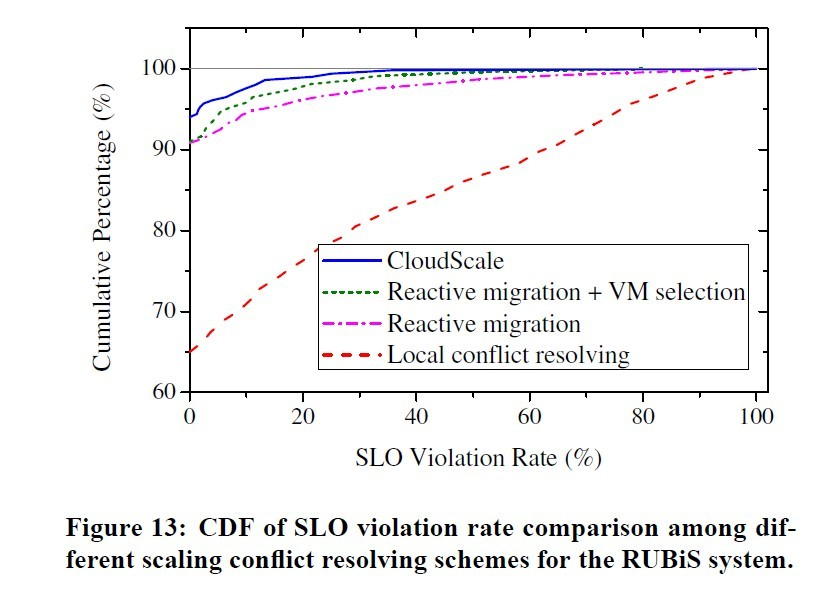 100
90
80
70
60
Cumulative Percentage (%)
CloudScale
Reactive migration + VM selection
Reactive migration
Local conflict resolving
0 20 40 60 80 100
SLO Violation Rate (%)
Figure 13: CDF of SLO violation rate comparison among dif-
ferent scaling conflict resolving schemes for the RUBiS system.